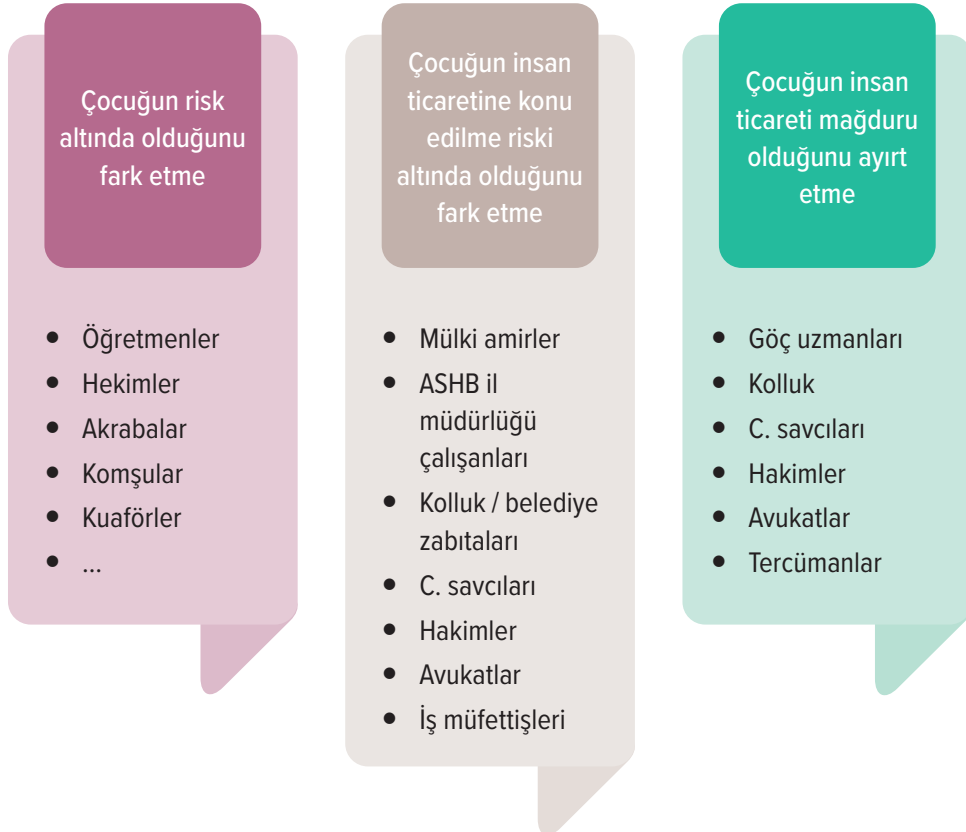 Çocuğun risk
altında olduğunu
fark etme
• Öğretmenler
• Hekimler
• Akrabalar
• Komşular
• Kuaförler
• ...
Çocuğun insan
ticaretine konu
edilme riski
altında olduğunu
fark etme
• Mülki amirler
• ASHB il
müdürlüğü
çalışanları
• Kolluk / belediye
zabıtaları
• C. savcıları
• Hakimler
• Avukatlar
• İş müfettişleri
Çocuğun insan
ticareti mağduru
olduğunu ayırt
etme
• Göç uzmanları
• Kolluk
• C. savcıları
• Hakimler
• Avukatlar
• Tercümanlar